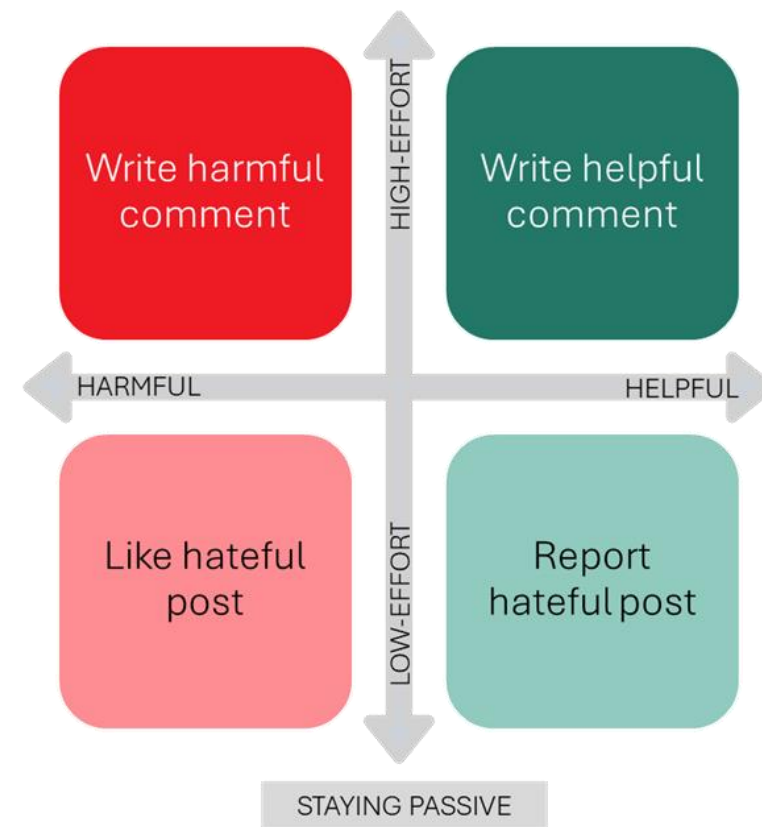 HIGH-EFFORT
Write harmful
comment
Write helpful
comment
HARMFUL
HELPFUL
LOW-EFFORT
Like hateful
post
Report
hateful post
STAYING PASSIVE